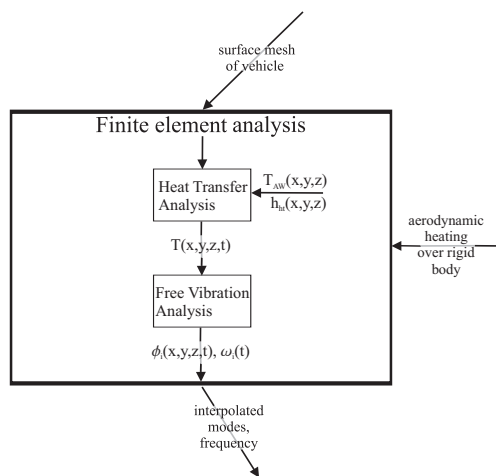 surface mesh
of vehicle
Finite element analysis
Heat Transfer
Analysis
T_AW(x,y,z)
h_ht(x,y,z)
aerodynamic
heating
over rigid
body
T(x,y,z,t)
Free Vibration
Analysis
ϕ_i(x,y,z,t), ω_i(t)
interpolated
modes,
frequency